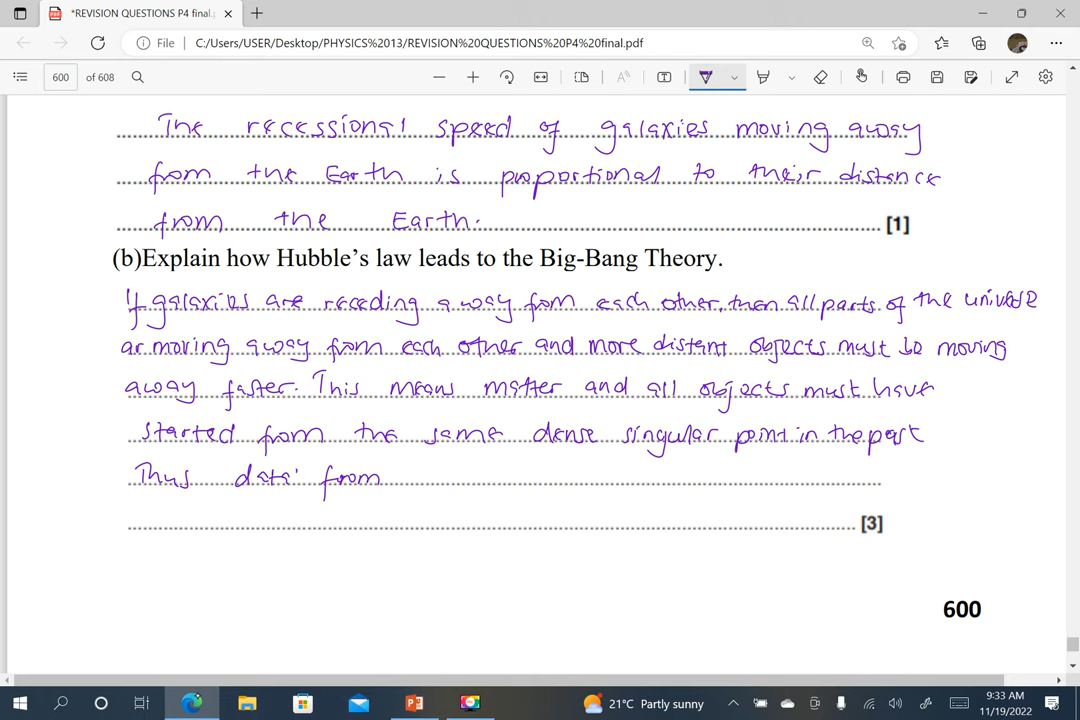 *REVISION QUESTIONS P4 final.p
File C:/Users/USER/Desktop/PHYSICS%2013/REVISION%20QUESTIONS%20P4%20final.pdf
600 of 608
The recessional speed of galaxies moving away
from the Earth is proportional to their distance
from the Earth. [1]
(b)Explain how Hubble's law leads to the Big-Bang Theory.
If galaxies are receding away from each other, then all parts of the universe
ar moving away from each other and more distant objects must be moving
away faster. This means matter and all objects must have
started from the same dense singular point in the past
Thus data from
[3]
600
21°C Partly sunny
9:33 AM
11/19/2022